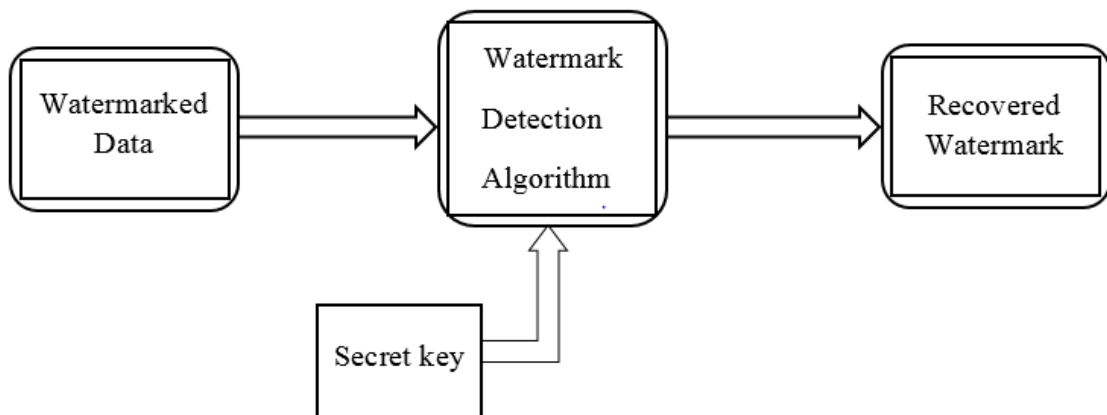 Watermarked
Data
Watermark
Detection
Algorithm
Recovered
Watermark
Secret key